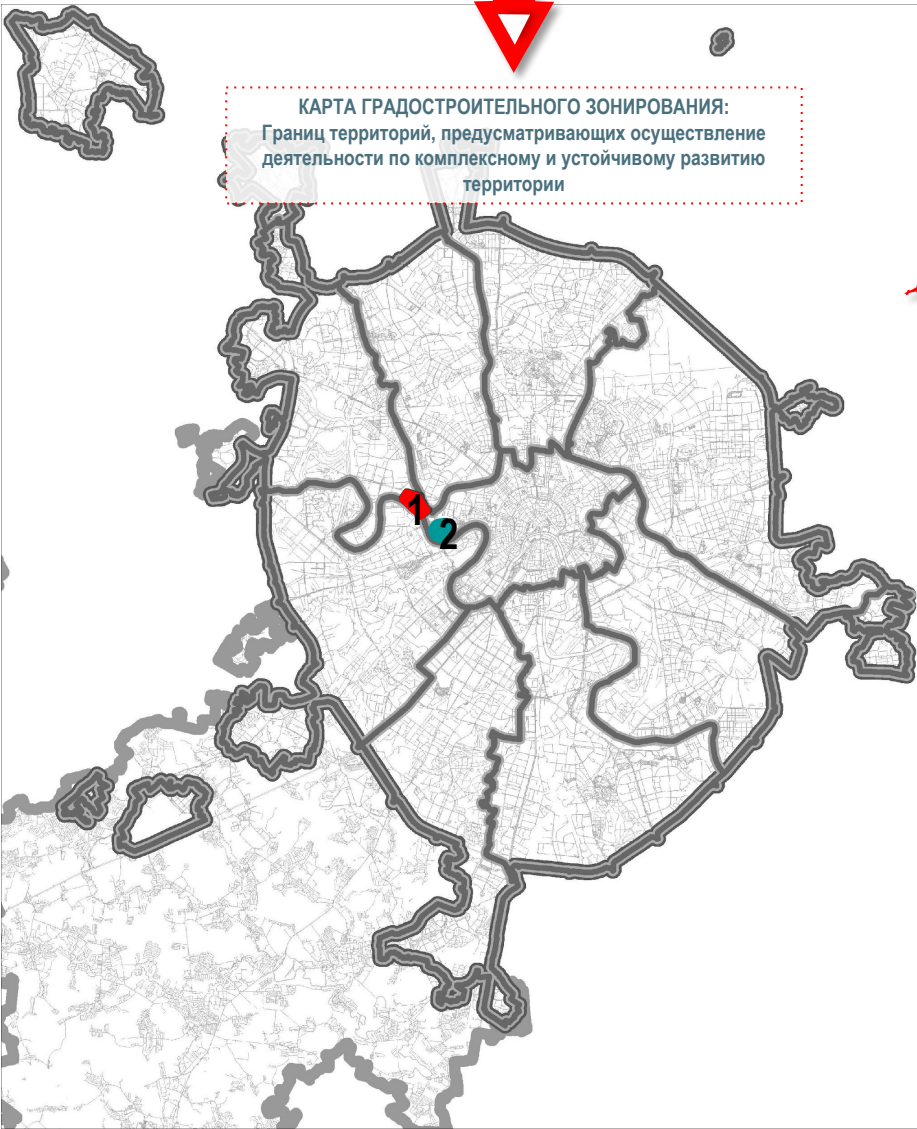 КАРТА ГРАДОСТРОИТЕЛЬНОГО ЗОНИРОВАНИЯ:
Границ территорий, предусматривающих осуществление
деятельности по комплексному и устойчивому развитию
территории
1
2